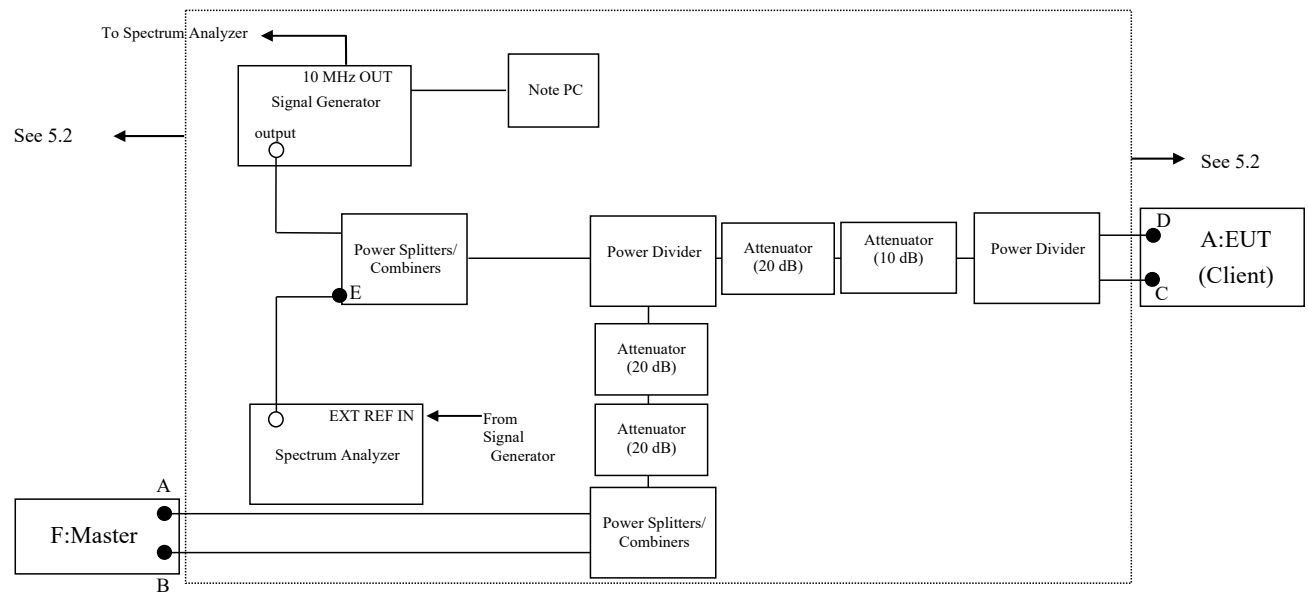 To Spectrum Analyzer
10 MHz OUT
Signal Generator
output
Note PC
See 5.2
See 5.2
Power Splitters/
Combiners
E
Power Divider
Attenuator
(20 dB)
Attenuator
(10 dB)
Power Divider
D
C
A:EUT
(Client)
Attenuator
(20 dB)
Attenuator
(20 dB)
EXT REF IN
Spectrum Analyzer
From
Signal
Generator
A
F:Master
B
Power Splitters/
Combiners